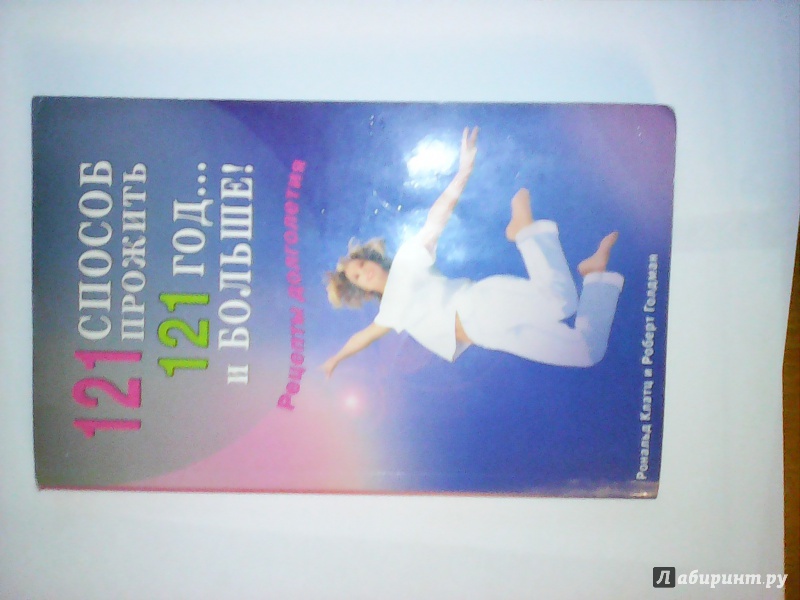 121 СПОСОБ
ПРОЖИТЬ
121 ГОД...
И БОЛЬШЕ!
Рецепты долголетия
Рональд Клатц и Роберт Голдман
Лабиринт.ру